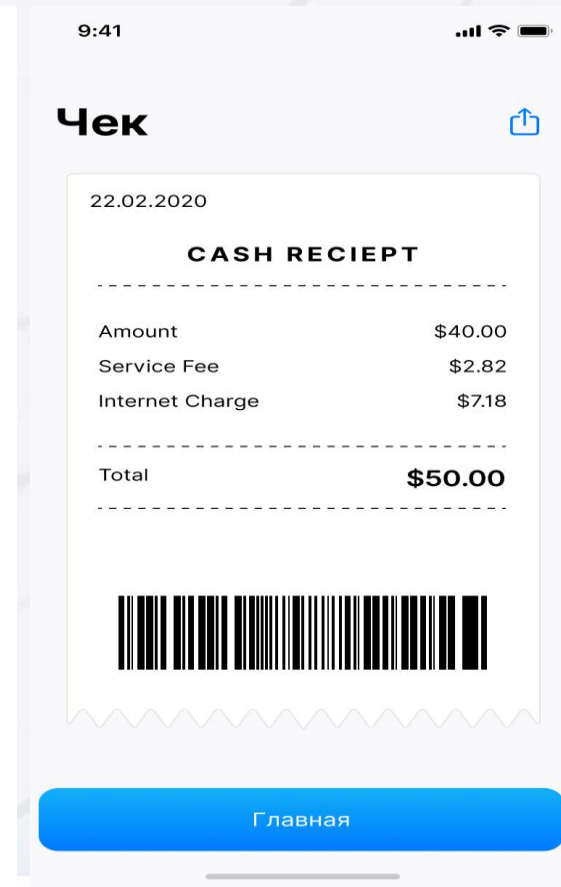 9:41
Чек
22.02.2020
CASH RECIEPT
Amount $40.00
Service Fee $2.82
Internet Charge $7.18
Total $50.00
Главная